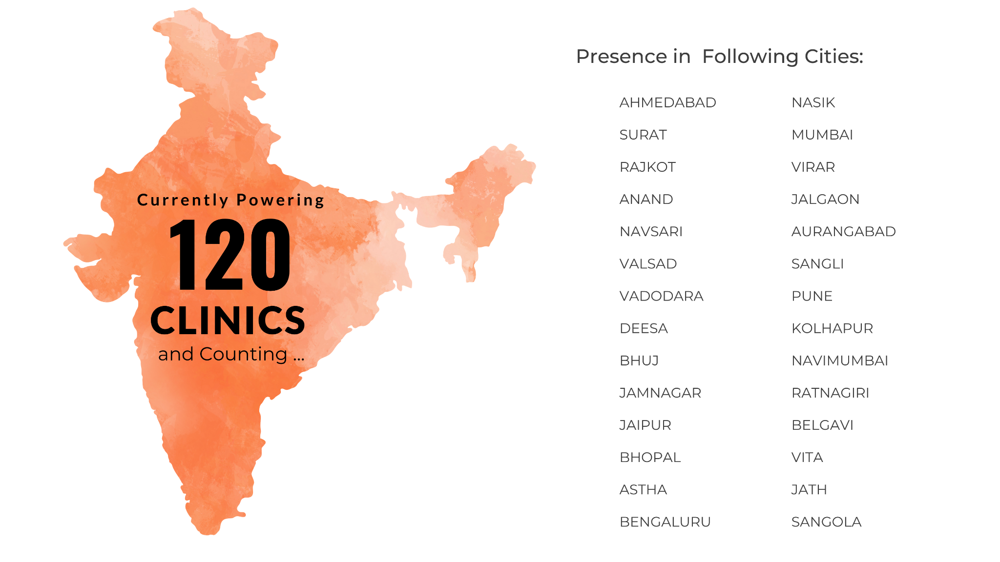 Currently Powering
120
CLINICS
and Counting ...
Presence in Following Cities:
AHMEDABAD
SURAT
RAJKOT
ANAND
NAVSARI
VALSAD
VADODARA
DEESA
BHUJ
JAMNAGAR
JAIPUR
BHOPAL
ASTHA
BENGALURU
NASIK
MUMBAI
VIRAR
JALGAON
AURANGABAD
SANGLI
PUNE
KOLHAPUR
NAVIMUMBAI
RATNAGIRI
BELGAVI
VITA
JATH
SANGOLA